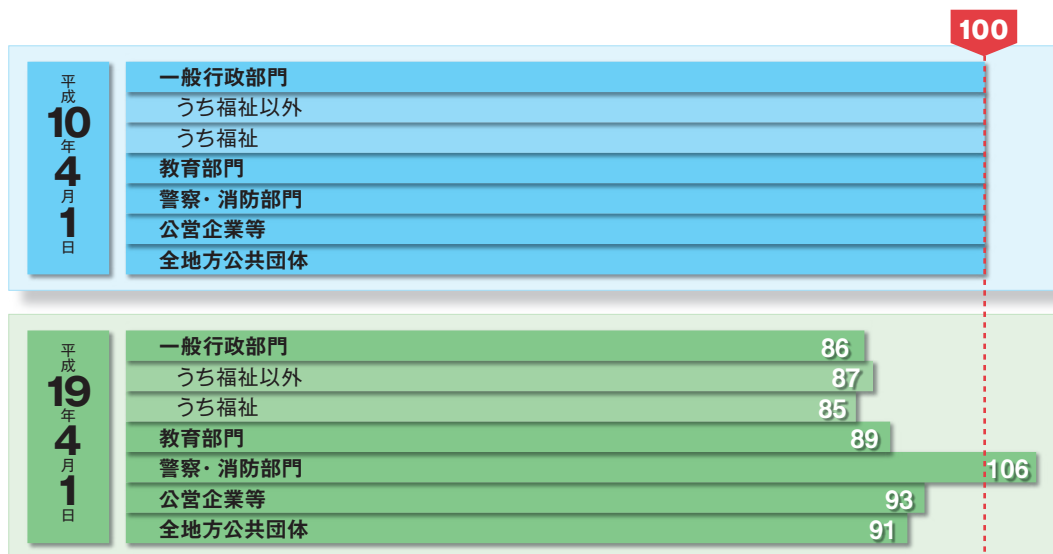 100
平成10年4月1日
一般行政部門
うち福祉以外
うち福祉
教育部門
警察・消防部門
公営企業等
全地方公共団体
平成19年4月1日
一般行政部門 86
うち福祉以外 87
うち福祉 85
教育部門 89
警察・消防部門 106
公営企業等 93
全地方公共団体 91